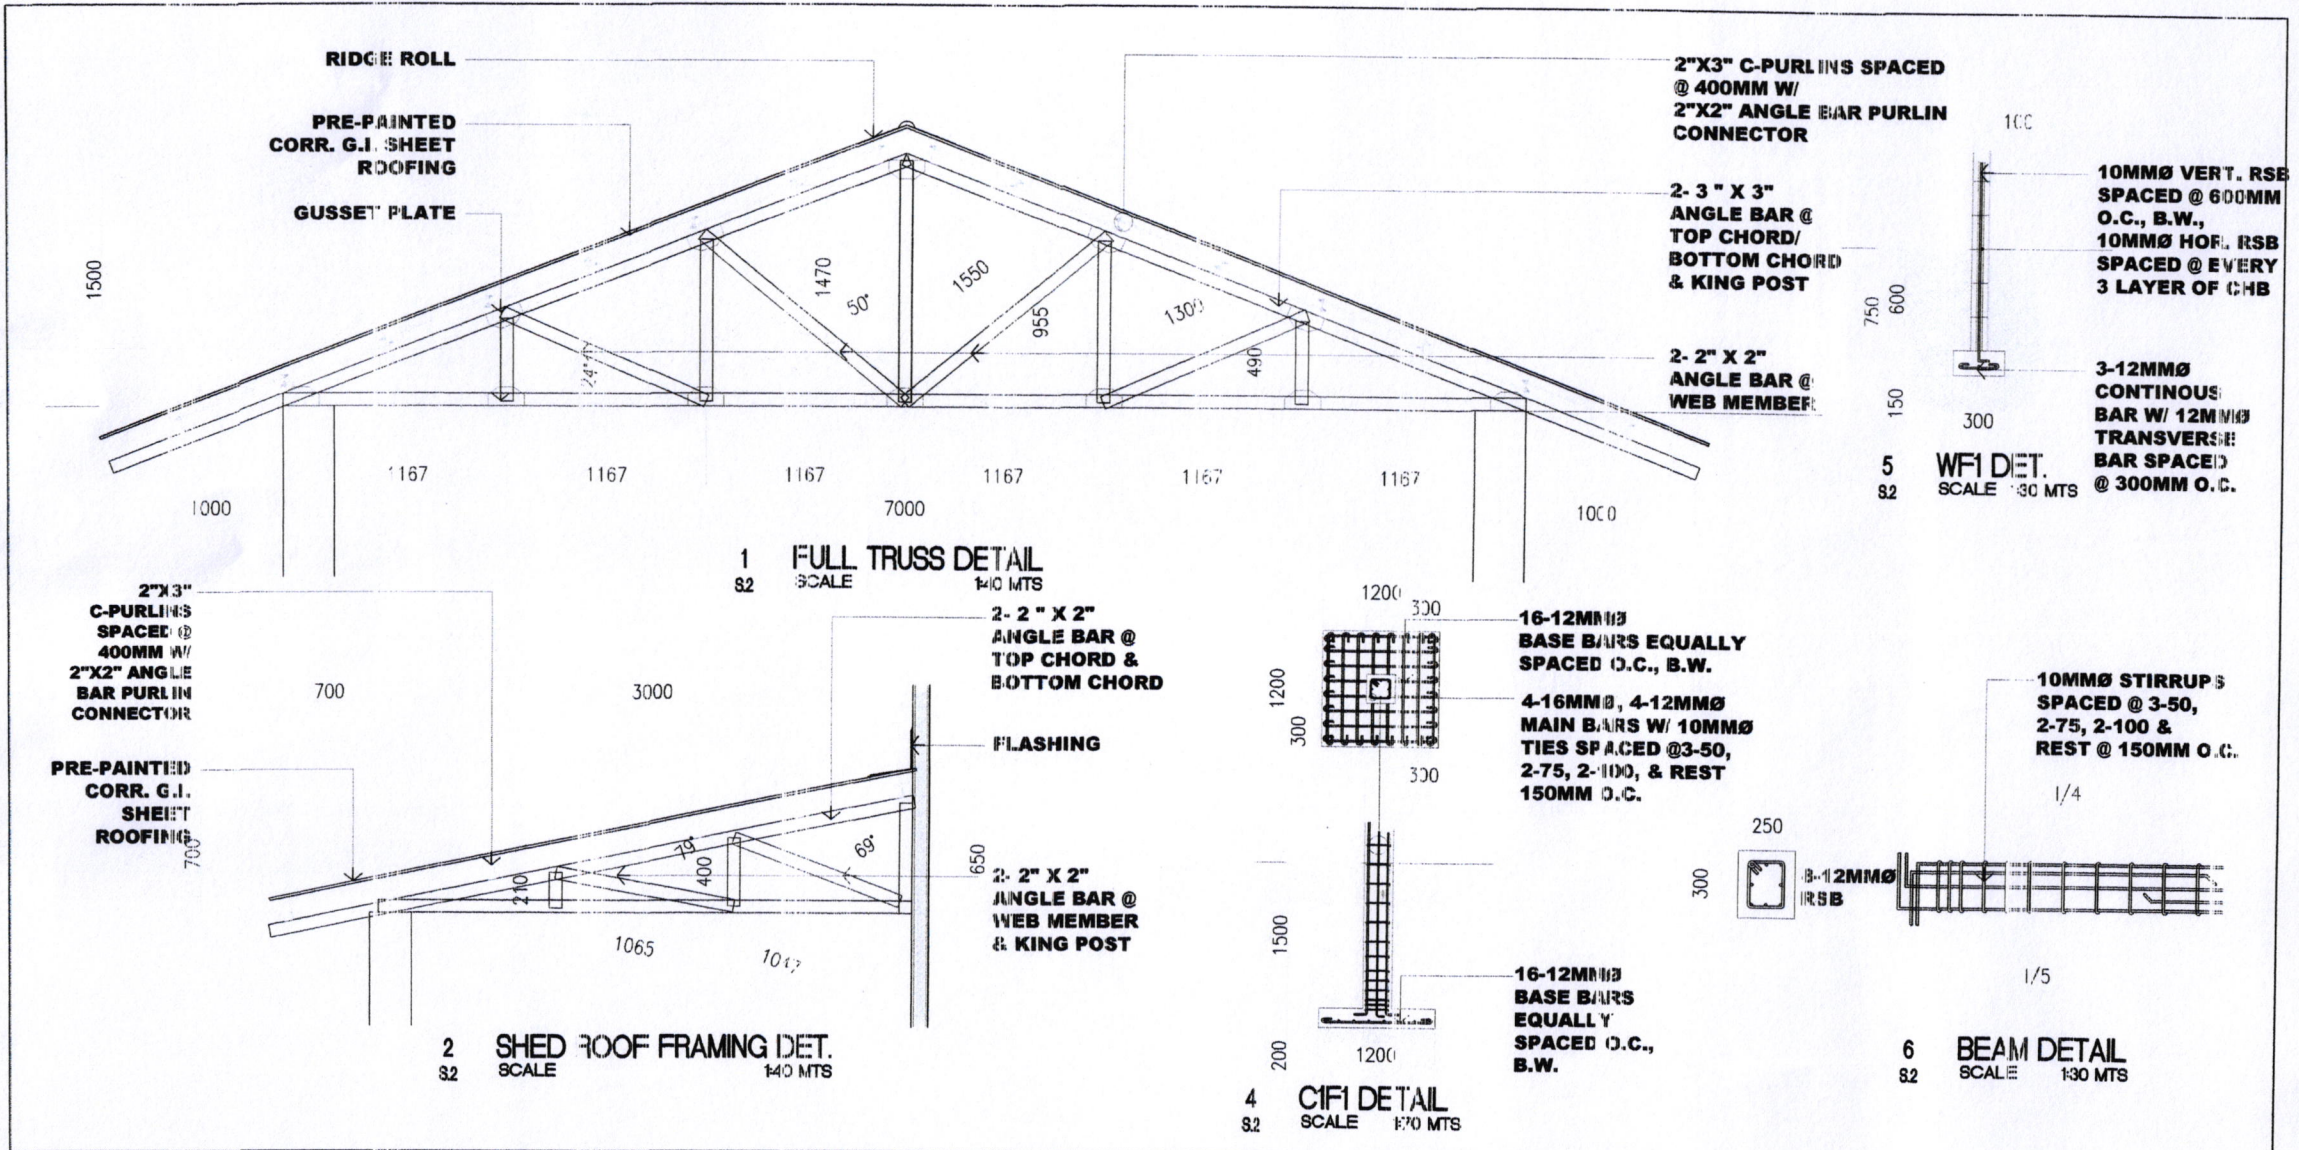 RIDGE ROLL
PRE-PAINTED
CORR. G.I. SHEET
ROOFING
GUSSET PLATE
1500
2"X3" C-PURLINS SPACED
@ 400MM W/
2"X2" ANGLE BAR PURLIN
CONNECTOR
2- 3 " X 3"
ANGLE BAR @
TOP CHORD/
BOTTOM CHORD
& KING POST
2- 2" X 2"
ANGLE BAR @
WEB MEMBER
1470
50°
1550
955
1300
490
1167
1167
1167
1167
1167
1167
1000
7000
1000
1
S.2
FULL TRUSS DETAIL
SCALE 1:40 MTS
10MMØ VERT. RSB
SPACED @ 600MM
O.C., B.W.,
10MMØ HOR. RSB
SPACED @ EVERY
3 LAYER OF CHB
750
600
150
300
3-12MMØ
CONTINOUS
BAR W/ 12MMØ
TRANSVERSE
BAR SPACED
@ 300MM O.C.
5
S.2
WF1 DET.
SCALE 1:30 MTS
2"X3"
C-PURLINS
SPACED @
400MM W/
2"X2" ANGLE
BAR PURLIN
CONNECTOR
PRE-PAINTED
CORR. G.I.
SHEET
ROOFING
700
700
3000
2- 2 " X 2"
ANGLE BAR @
TOP CHORD &
BOTTOM CHORD
FLASHING
2- 2" X 2"
ANGLE BAR @
WEB MEMBER
& KING POST
210
79°
400
69°
650
1065
2
S.2
SHED ROOF FRAMING DET.
SCALE 1:40 MTS
1200
300
1200
300
300
16-12MMØ
BASE BARS EQUALLY
SPACED O.C., B.W.
4-16MMØ, 4-12MMØ
MAIN BARS W/ 10MMØ
TIES SPACED @3-50,
2-75, 2-100, & REST
150MM O.C.
1500
200
1200
16-12MMØ
BASE BARS
EQUALLY
SPACED O.C.,
B.W.
4
S.2
C1F1 DETAIL
SCALE 1:70 MTS
10MMØ STIRRUPS
SPACED @ 3-50,
2-75, 2-100 &
REST @ 150MM O.C.
1/4
250
300
8-12MMØ
RSB
1/5
6
S.2
BEAM DETAIL
SCALE 1:30 MTS